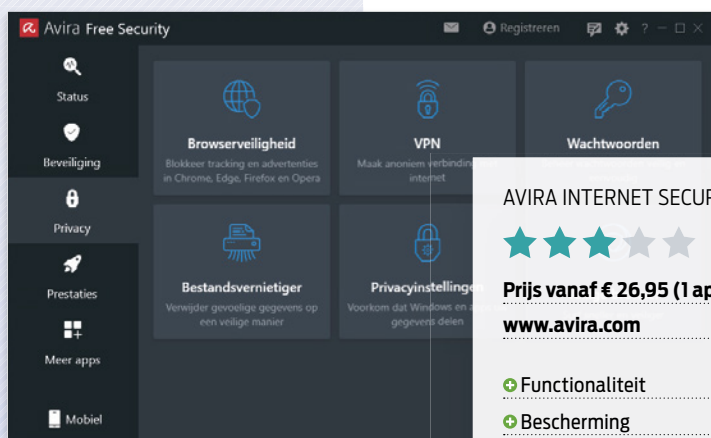 Avira Free Security
Registreren
?
Status
Beveiliging
Privacy
Prestaties
Meer apps
Mobiel
Browserveiligheid
Blokkeer tracking en advertenties
in Chrome, Edge, Firefox en Opera
VPN
Maak anoniem verbinding
internet
Wachtwoorden
Bestandsvernietiger
Verwijder gevoelige gegevens op
een veilige manier
Privacyinstellingen
Voorkom dat Windows en
gegevens delen
AVIRA INTERNET SECUR
Prijs vanaf € 26,95 (1 ap
www.avira.com
Functionaliteit
Bescherming